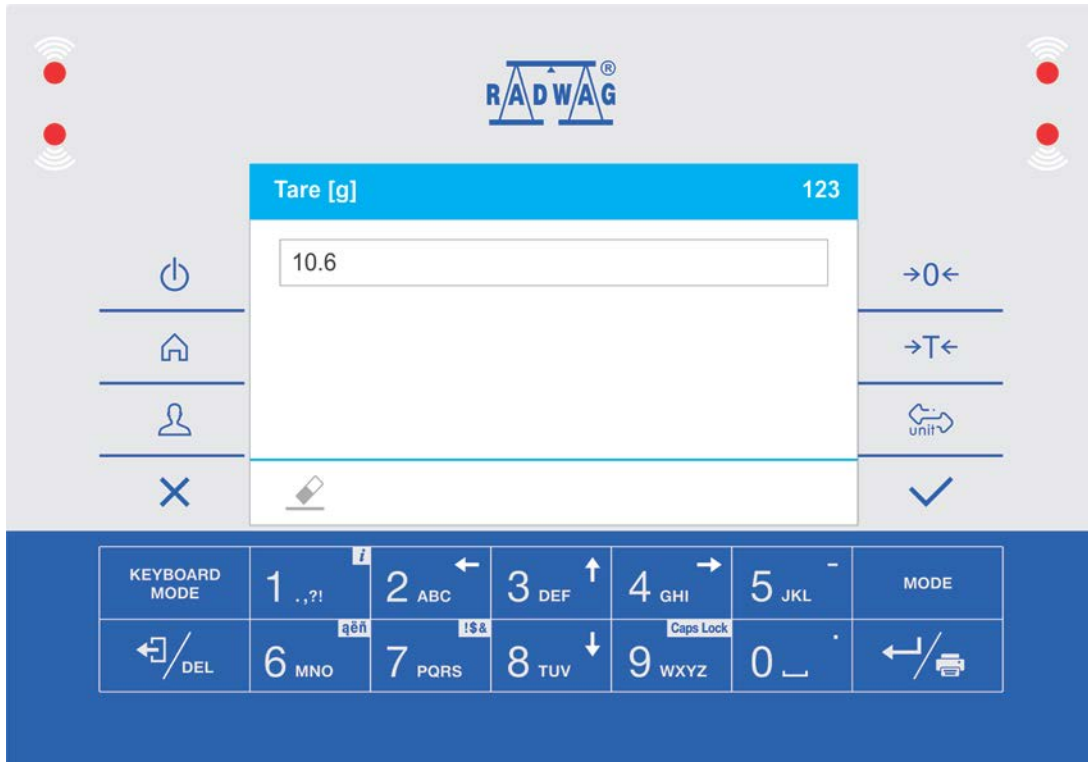 RADWAG®
Tare [g] 123
10.6
→0←
→T←
unit
KEYBOARD MODE
1 .,?! i
2 ABC ←
3 DEF ↑
4 GHI →
5 JKL -
MODE
DEL
6 MNO ąëñ
7 PQRS !$&
8 TUV ↓
9 WXYZ Caps Lock
0 .